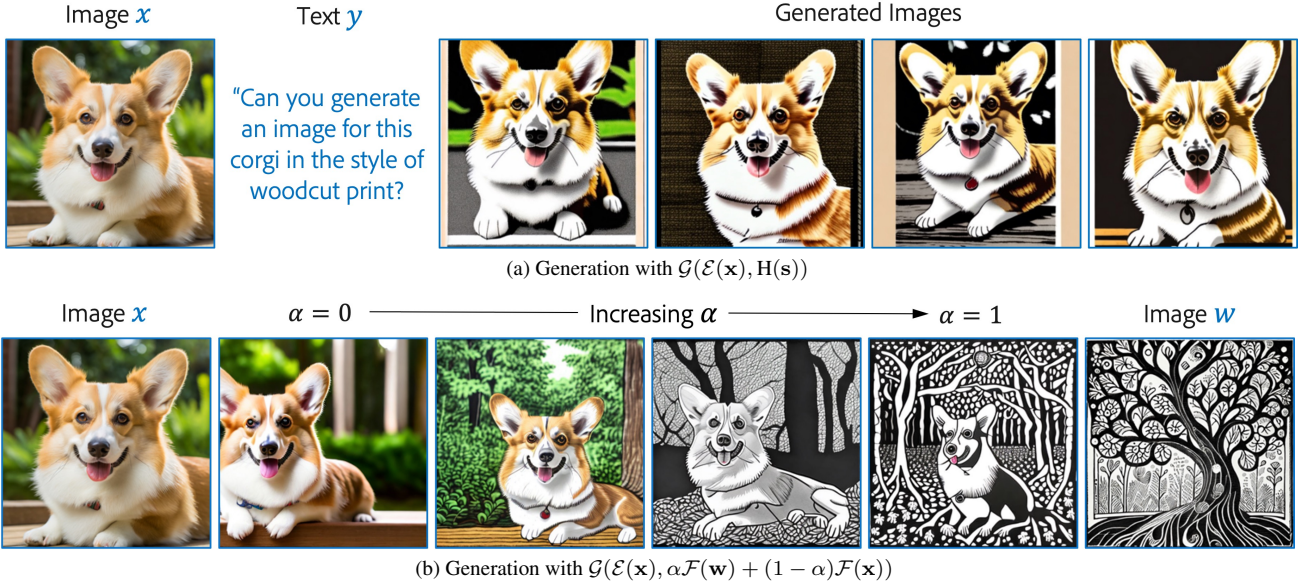 Image x
Text y
Generated Images
“Can you generate
an image for this
corgi in the style of
woodcut print?
(a) Generation with 𝒢(ℰ(x), H(s))
Image x
α = 0
Increasing α
α = 1
Image w
(b) Generation with 𝒢(ℰ(x), αℱ(w) + (1 − α)ℱ(x))